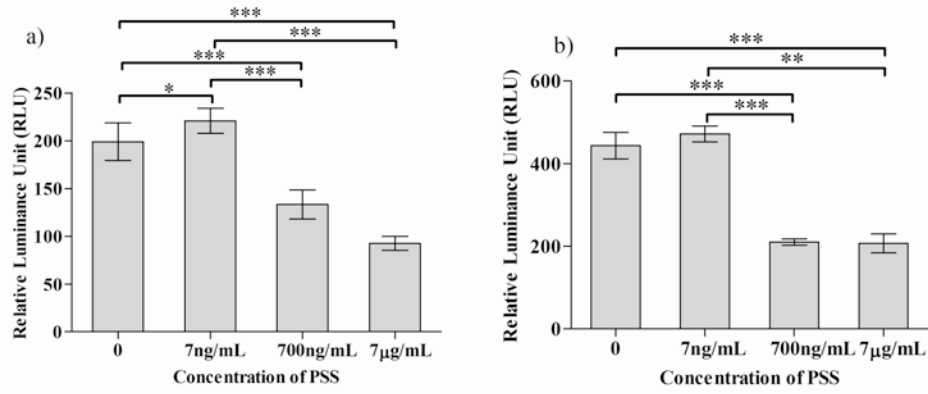 a)
***
***
***
***
*
Relative Luminance Unit (RLU)
250
200
150
100
50
0
0 7ng/mL 700ng/mL 7μg/mL
Concentration of PSS
b)
***
**
***
***
Relative Luminance Unit (RLU)
600
400
200
0
0 7ng/mL 700ng/mL 7μg/mL
Concentration of PSS